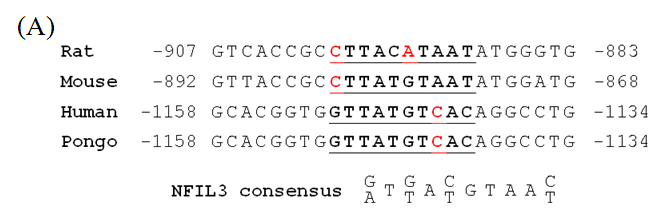 (A)
Rat -907 GTCACCGCCTTACATAATATGGGTG -883
Mouse -892 GTTACCGCCTTATGTAATATGGATG -868
Human -1158 GCACGGTGGTTATGTCACAGGCCTG -1134
Pongo -1158 GCACGGTGGTTATGTCACAGGCCTG -1134
NFIL3 consensus G/A T G/T A C/T G T A A C/T